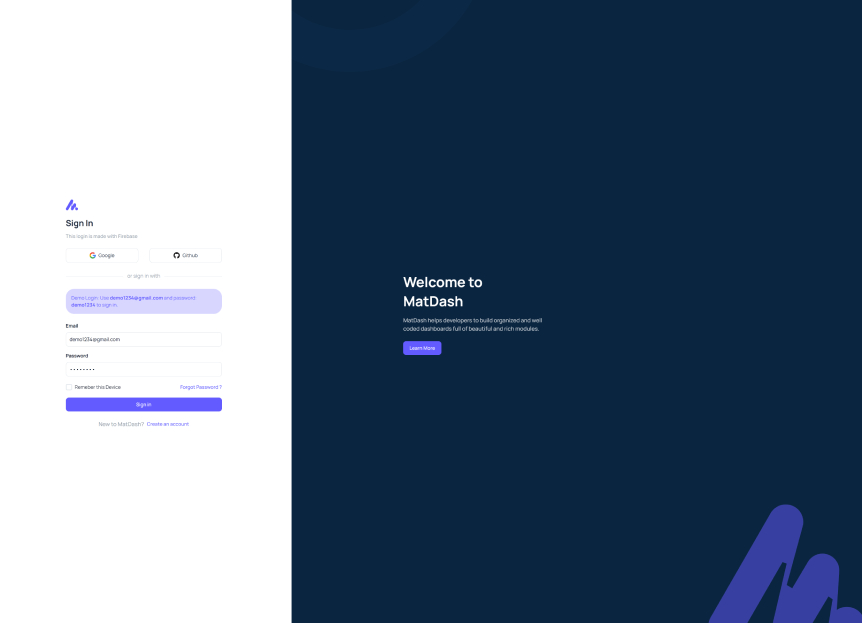 Sign In
This login is made with Firebase
Google
Github
or sign in with
Demo Login: Use demo1234@gmail.com and password:
demo1234 to sign in.
Email
demo1234@gmail.com
Password
••••••••
Remeber this Device
Forgot Password ?
Sign in
New to MatDash? Create an account
Welcome to
MatDash
MatDash helps developers to build organized and well
coded dashboards full of beautiful and rich modules.
Learn More